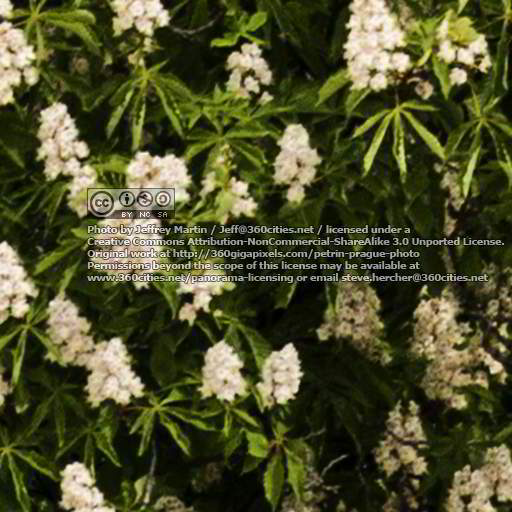 cc BY NC SA
Photo by Jeffrey Martin / Jeff@360cities.net / licensed under a
Creative Commons Attribution-NonCommercial-ShareAlike 3.0 Unported License.
Original work at http://360gigapixels.com/petrin-prague-photo
Permissions beyond the scope of this license may be available at
www.360cities.net/panorama-licensing or email steve.hercher@360cities.net